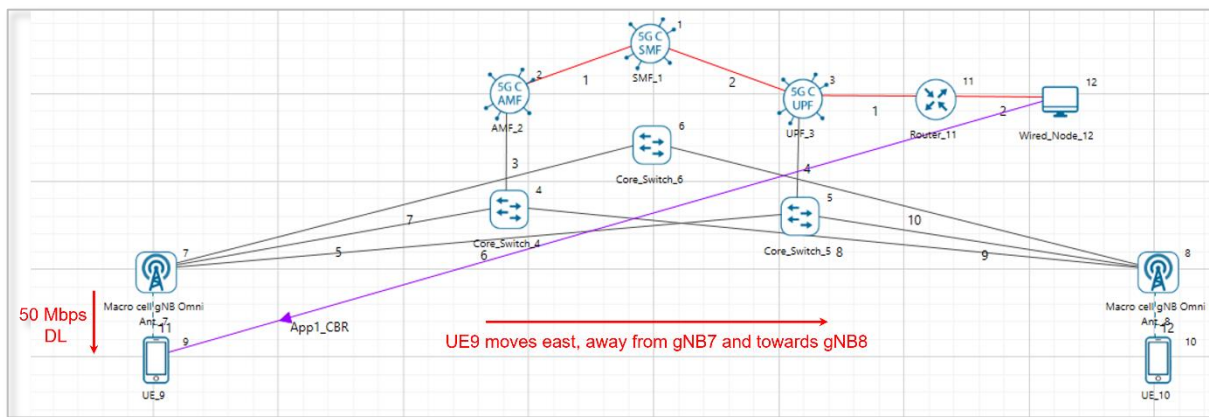 1
5G C
SMF
SMF_1
2
5G C
AMF
AMF_2
1
2
3
5G C
UPF
UPF_3
1
11
Router_11
2
12
Wired_Node_12
6
Core_Switch_6
3
4
4
Core_Switch_4
5
Core_Switch_5
7
5
6
8
10
9
7
Macro cell gNB Omni
Ant_7
8
Macro cell gNB Omni
Ant_8
50 Mbps
DL
11
9
UE_9
App1_CBR
UE9 moves east, away from gNB7 and towards gNB8
12
10
UE_10